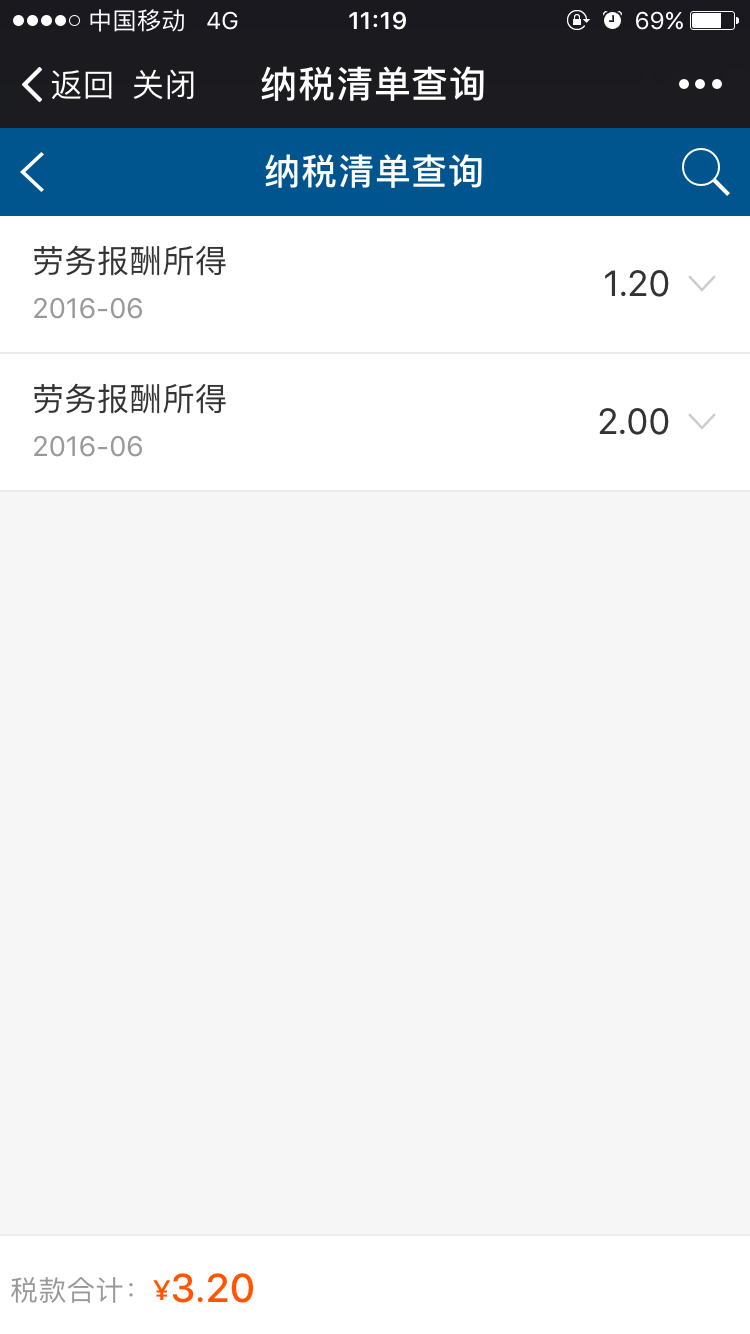 中国移动 4G 11:19 69%
返回 关闭 纳税清单查询
纳税清单查询
劳务报酬所得
2016-06
1.20
劳务报酬所得
2016-06
2.00
税款合计: ¥3.20